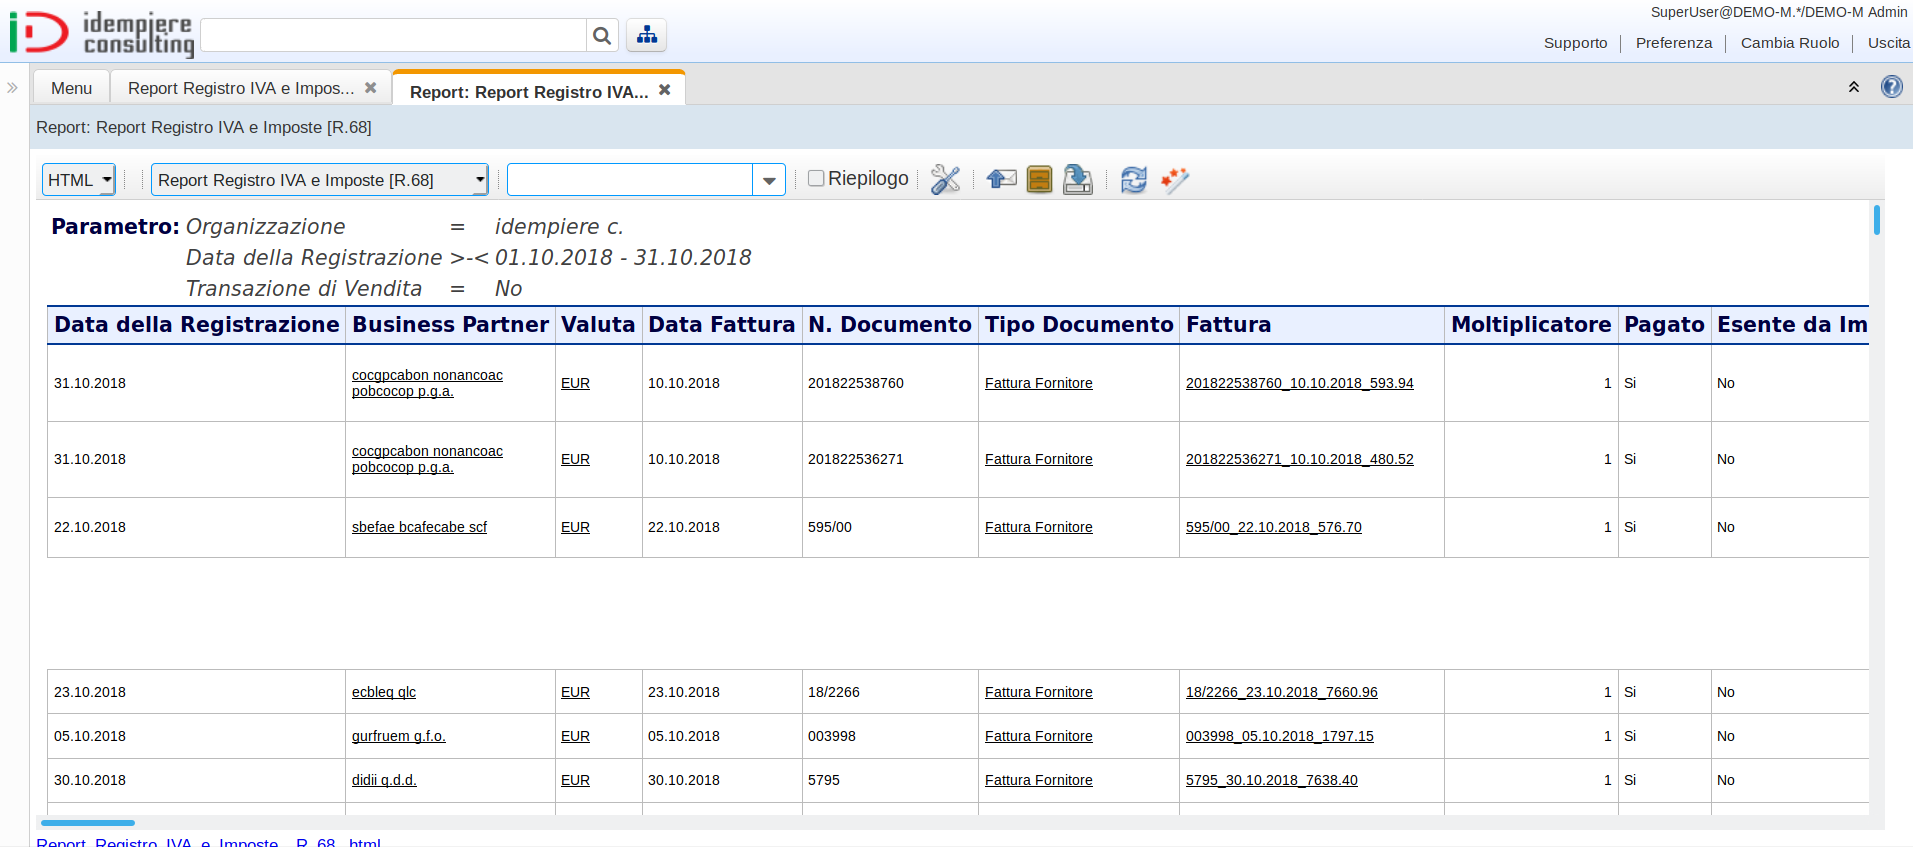 SuperUser@DEMO-M.*/DEMO-M Admin
idempiere
consulting
Supporto Preferenza Cambia Ruolo Uscita
Menu Report Registro IVA e Impos... Report: Report Registro IVA...
Report: Report Registro IVA e Imposte [R.68]
HTML Report Registro IVA e Imposte [R.68] Riepilogo
Parametro: Organizzazione = idempiere c.
Data della Registrazione >-< 01.10.2018 - 31.10.2018
Transazione di Vendita = No
Data della Registrazione Business Partner Valuta Data Fattura N. Documento Tipo Documento Fattura Moltiplicatore Pagato Esente da Im
31.10.2018 cocgpcabon nonancoac pobcocop p.g.a. EUR 10.10.2018 201822538760 Fattura Fornitore 201822538760_10.10.2018_593.94 1 Si No
31.10.2018 cocgpcabon nonancoac pobcocop p.g.a. EUR 10.10.2018 201822536271 Fattura Fornitore 201822536271_10.10.2018_480.52 1 Si No
22.10.2018 sbefae bcafecabe scf EUR 22.10.2018 595/00 Fattura Fornitore 595/00_22.10.2018_576.70 1 Si No
23.10.2018 ecbleq qlc EUR 23.10.2018 18/2266 Fattura Fornitore 18/2266_23.10.2018_7660.96 1 Si No
05.10.2018 gurfruem g.f.o. EUR 05.10.2018 003998 Fattura Fornitore 003998_05.10.2018_1797.15 1 Si No
30.10.2018 didii q.d.d. EUR 30.10.2018 5795 Fattura Fornitore 5795_30.10.2018_7638.40 1 Si No
Report_Registro_IVA_e_Imposte__R_68_.html